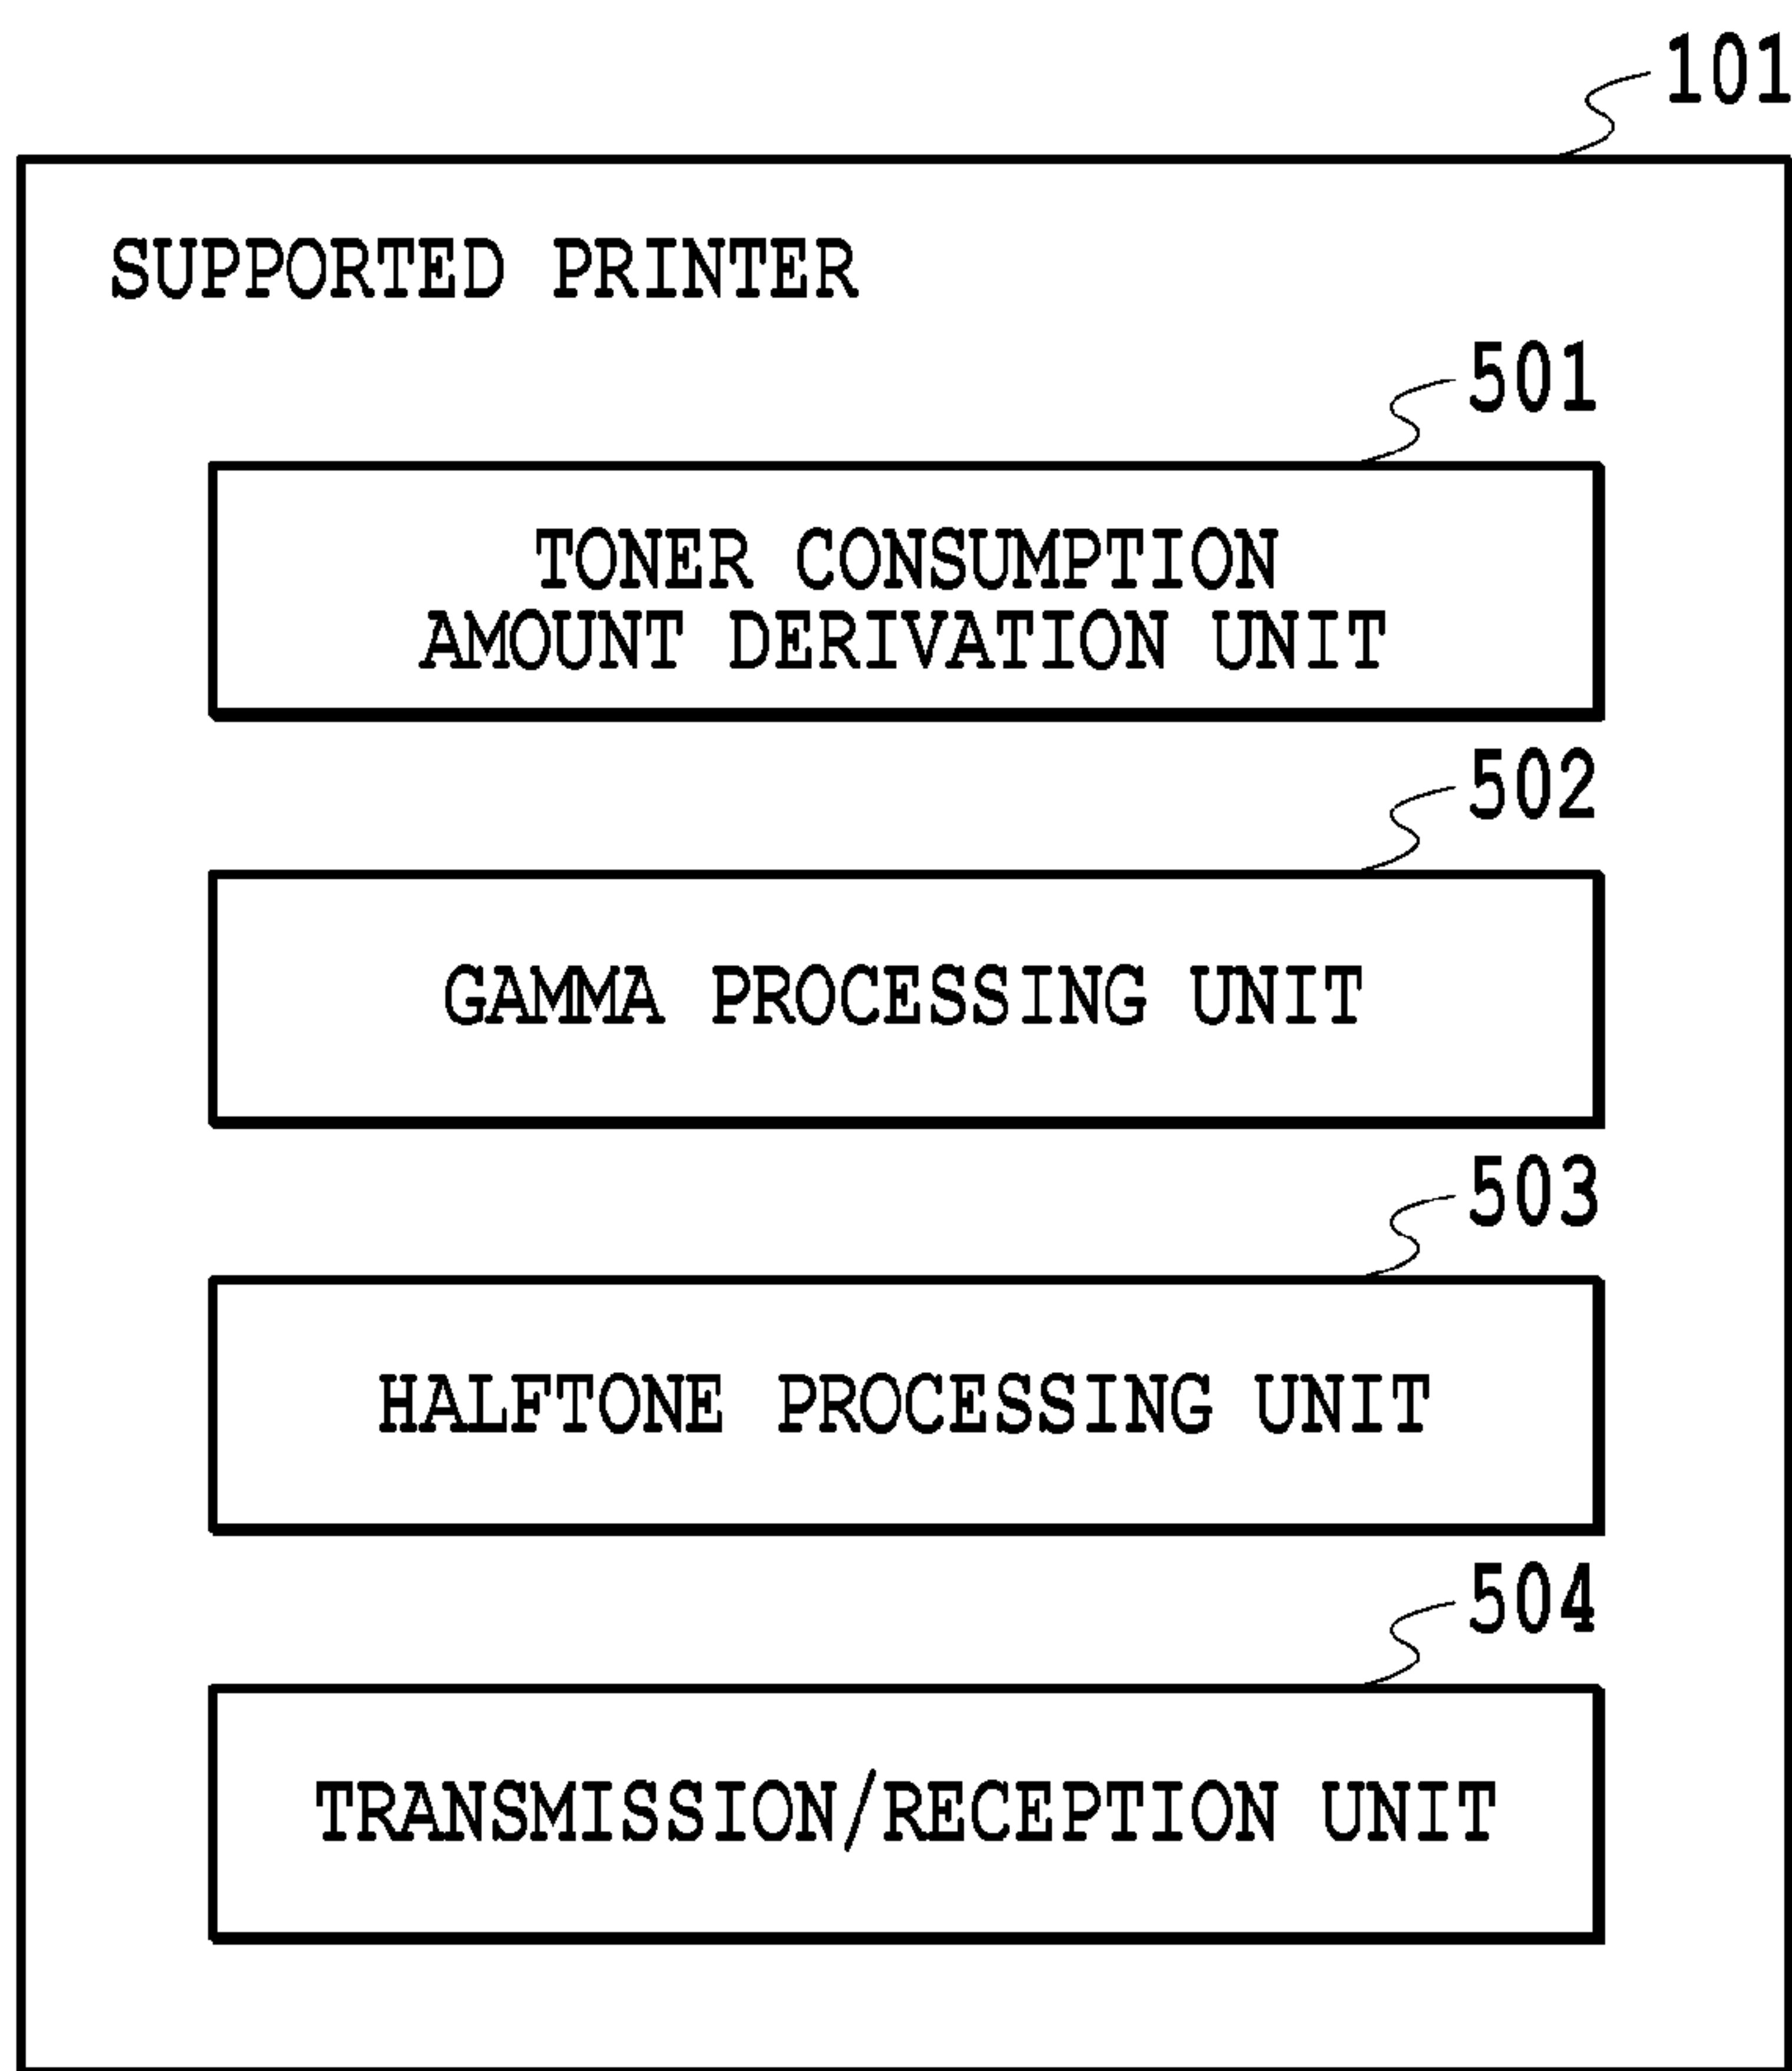 101
SUPPORTED PRINTER
501
TONER CONSUMPTION
AMOUNT DERIVATION UNIT
502
GAMMA PROCESSING UNIT
503
HALFTONE PROCESSING UNIT
504
TRANSMISSION/RECEPTION UNIT